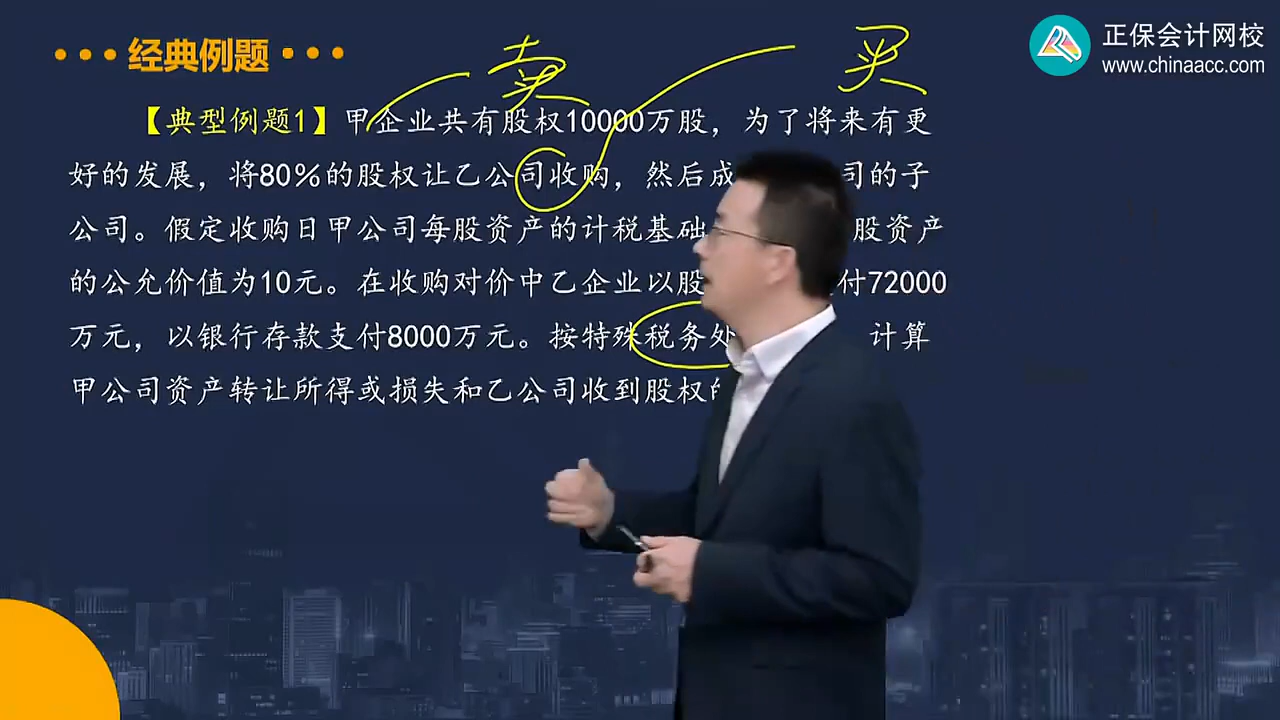 经典例题
正保会计网校
www.chinaacc.com
卖 买
【典型例题1】甲企业共有股权10000万股，为了将来有更
好的发展，将80%的股权让乙公司收购，然后成 司的子
公司。假定收购日甲公司每股资产的计税基础 股资产
的公允价值为10元。在收购对价中乙企业以股 付72000
万元，以银行存款支付8000万元。按特殊税务处 计算
甲公司资产转让所得或损失和乙公司收到股权